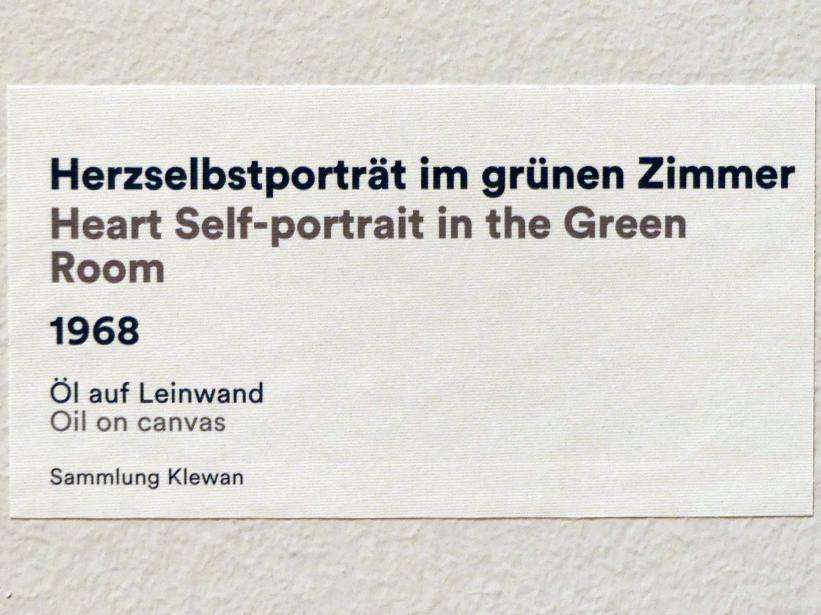 Herzselbstporträt im grünen Zimmer
Heart Self-portrait in the Green
Room
1968
Öl auf Leinwand
Oil on canvas
Sammlung Klewan